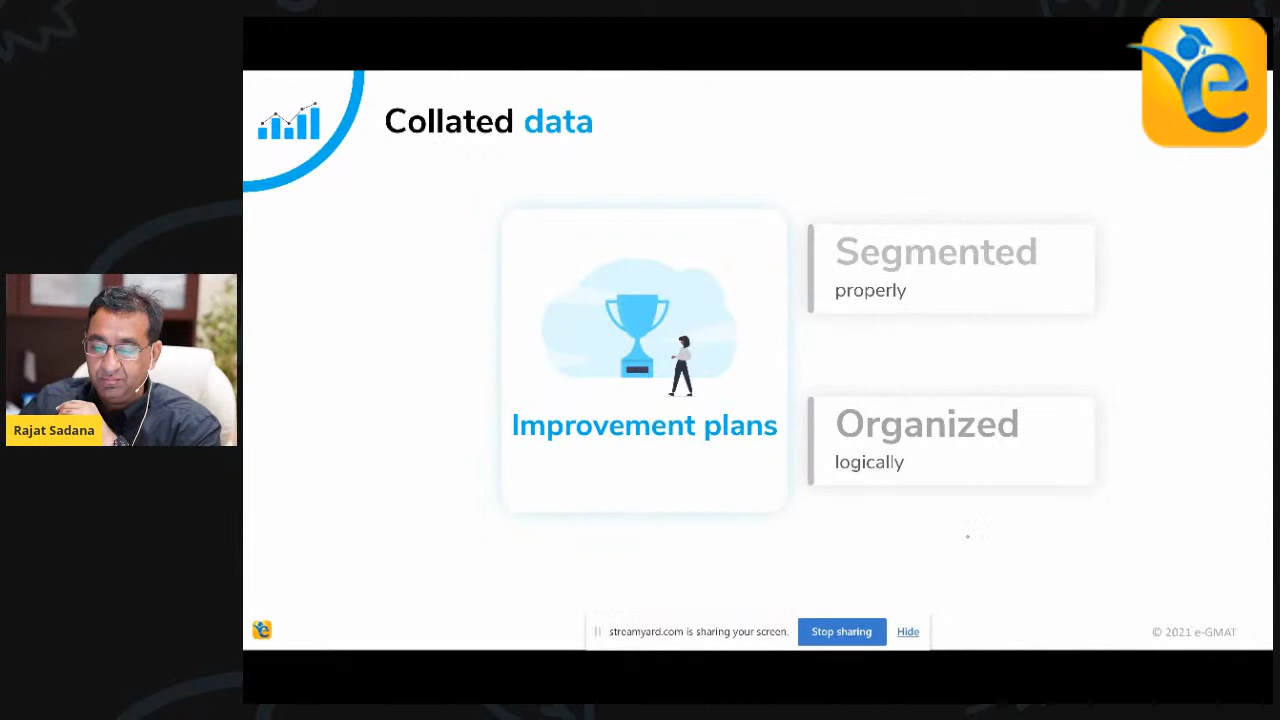 Collated data
Segmented
properly
Improvement plans
Organized
logically
Rajat Sadana
streamyard.com is sharing your screen.
Stop sharing
Hide
© 2021 e-GMAT